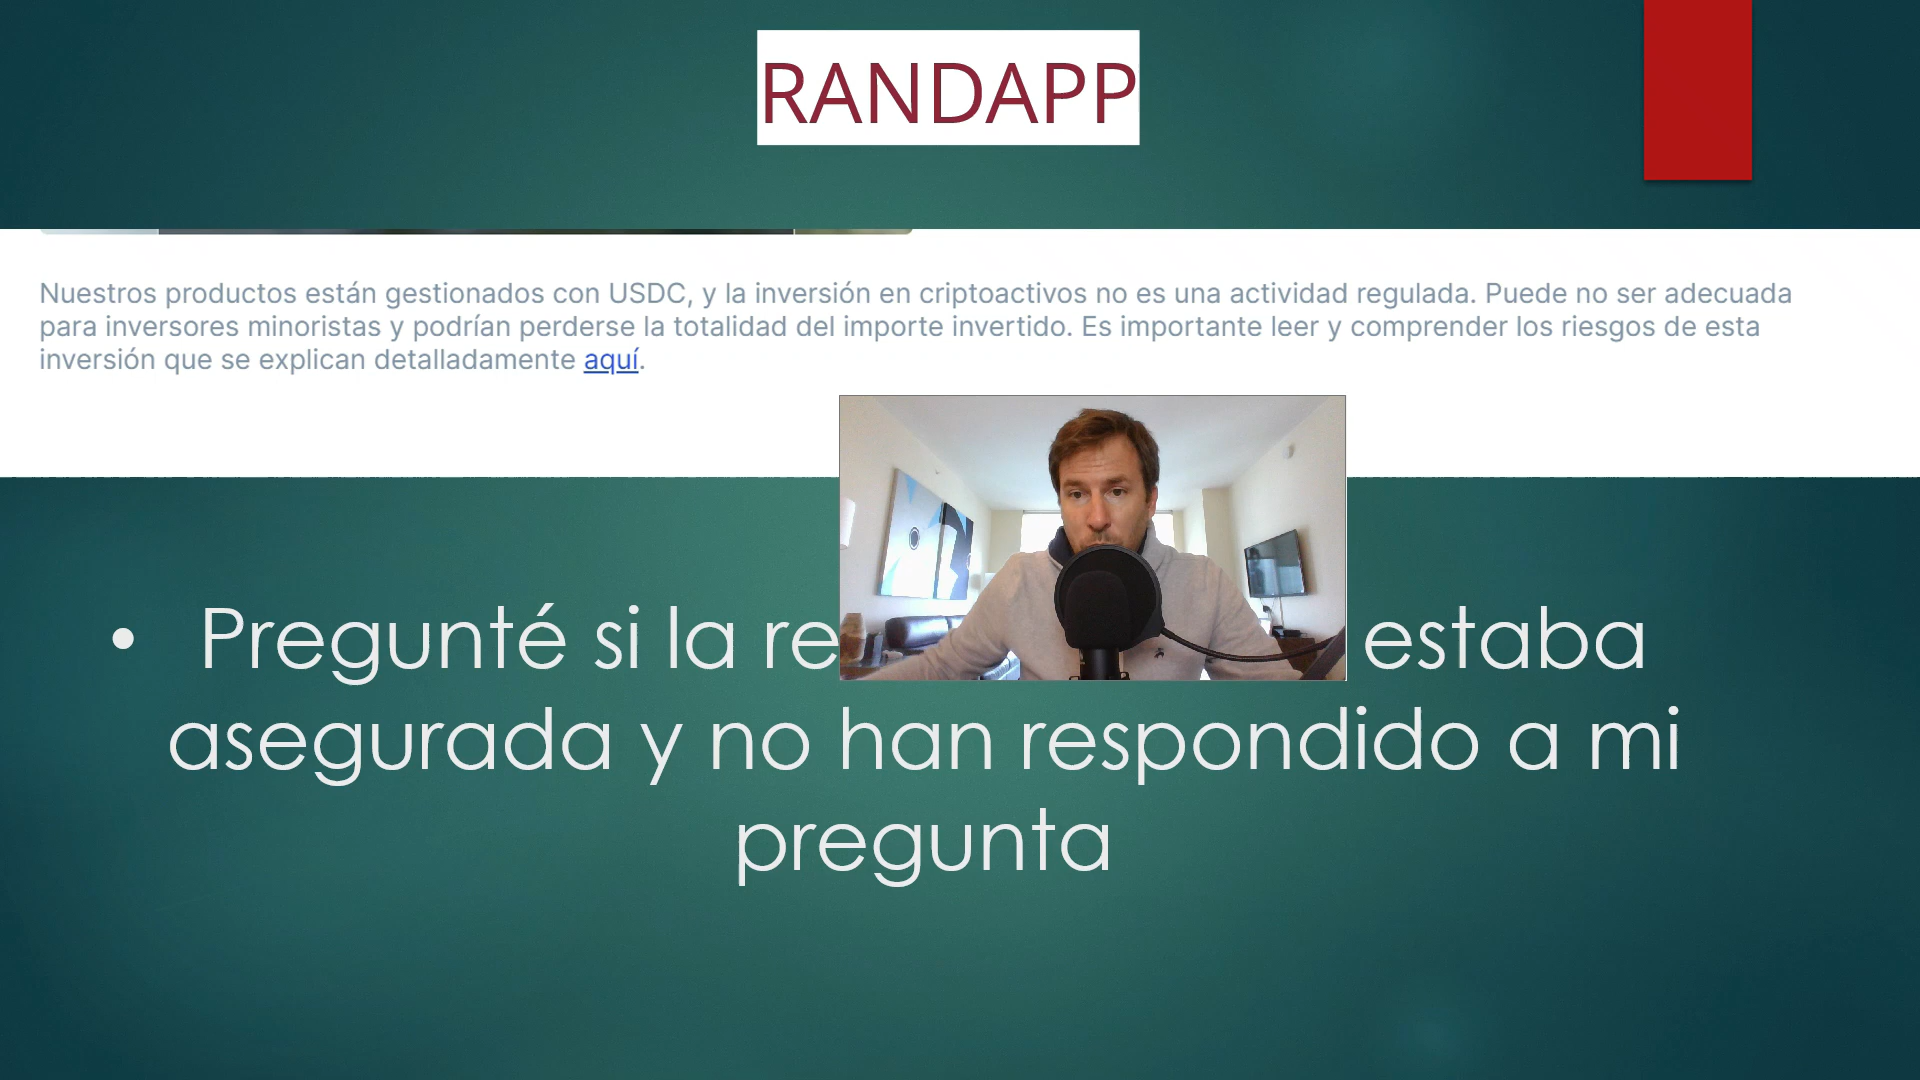 RANDAPP
Nuestros productos están gestionados con USDC, y la inversión en criptoactivos no es una actividad regulada. Puede no ser adecuada
para inversores minoristas y podrían perderse la totalidad del importe invertido. Es importante leer y comprender los riesgos de esta
inversión que se explican detalladamente aquí.
• Pregunté si la estaba
asegurada y no han respondido a mi
pregunta